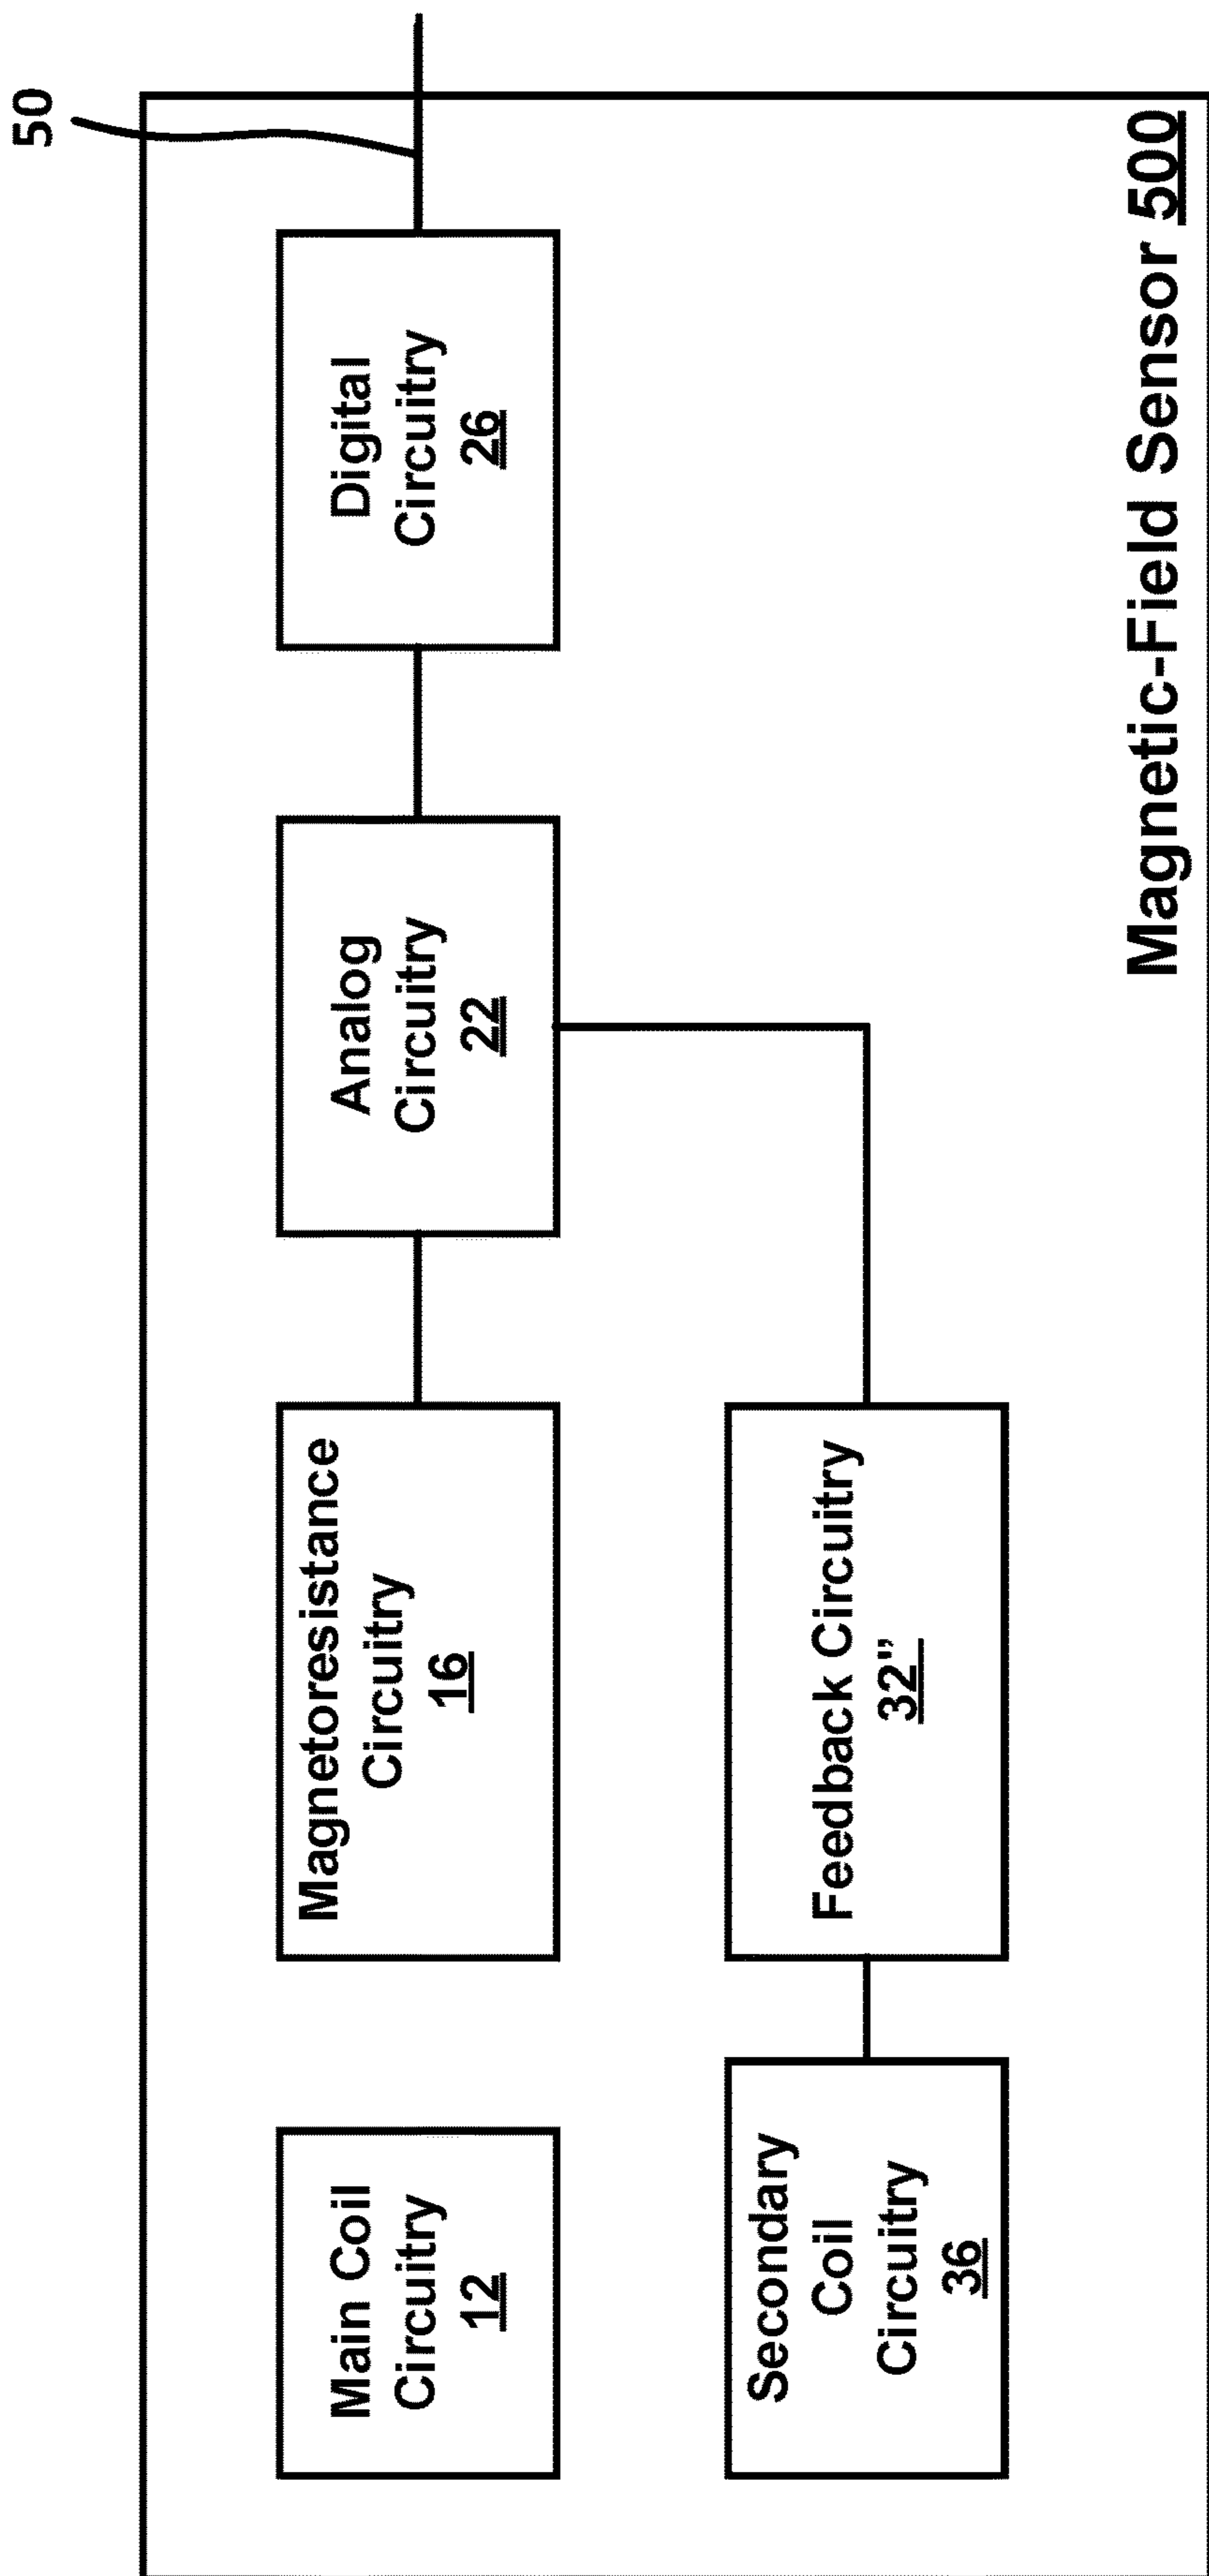 50
Main Coil
Circuitry
12
Magnetoresistance
Circuitry
16
Analog
Circuitry
22
Digital
Circuitry
26
Secondary
Coil
Circuitry
36
Feedback Circuitry
32”
Magnetic-Field Sensor 500